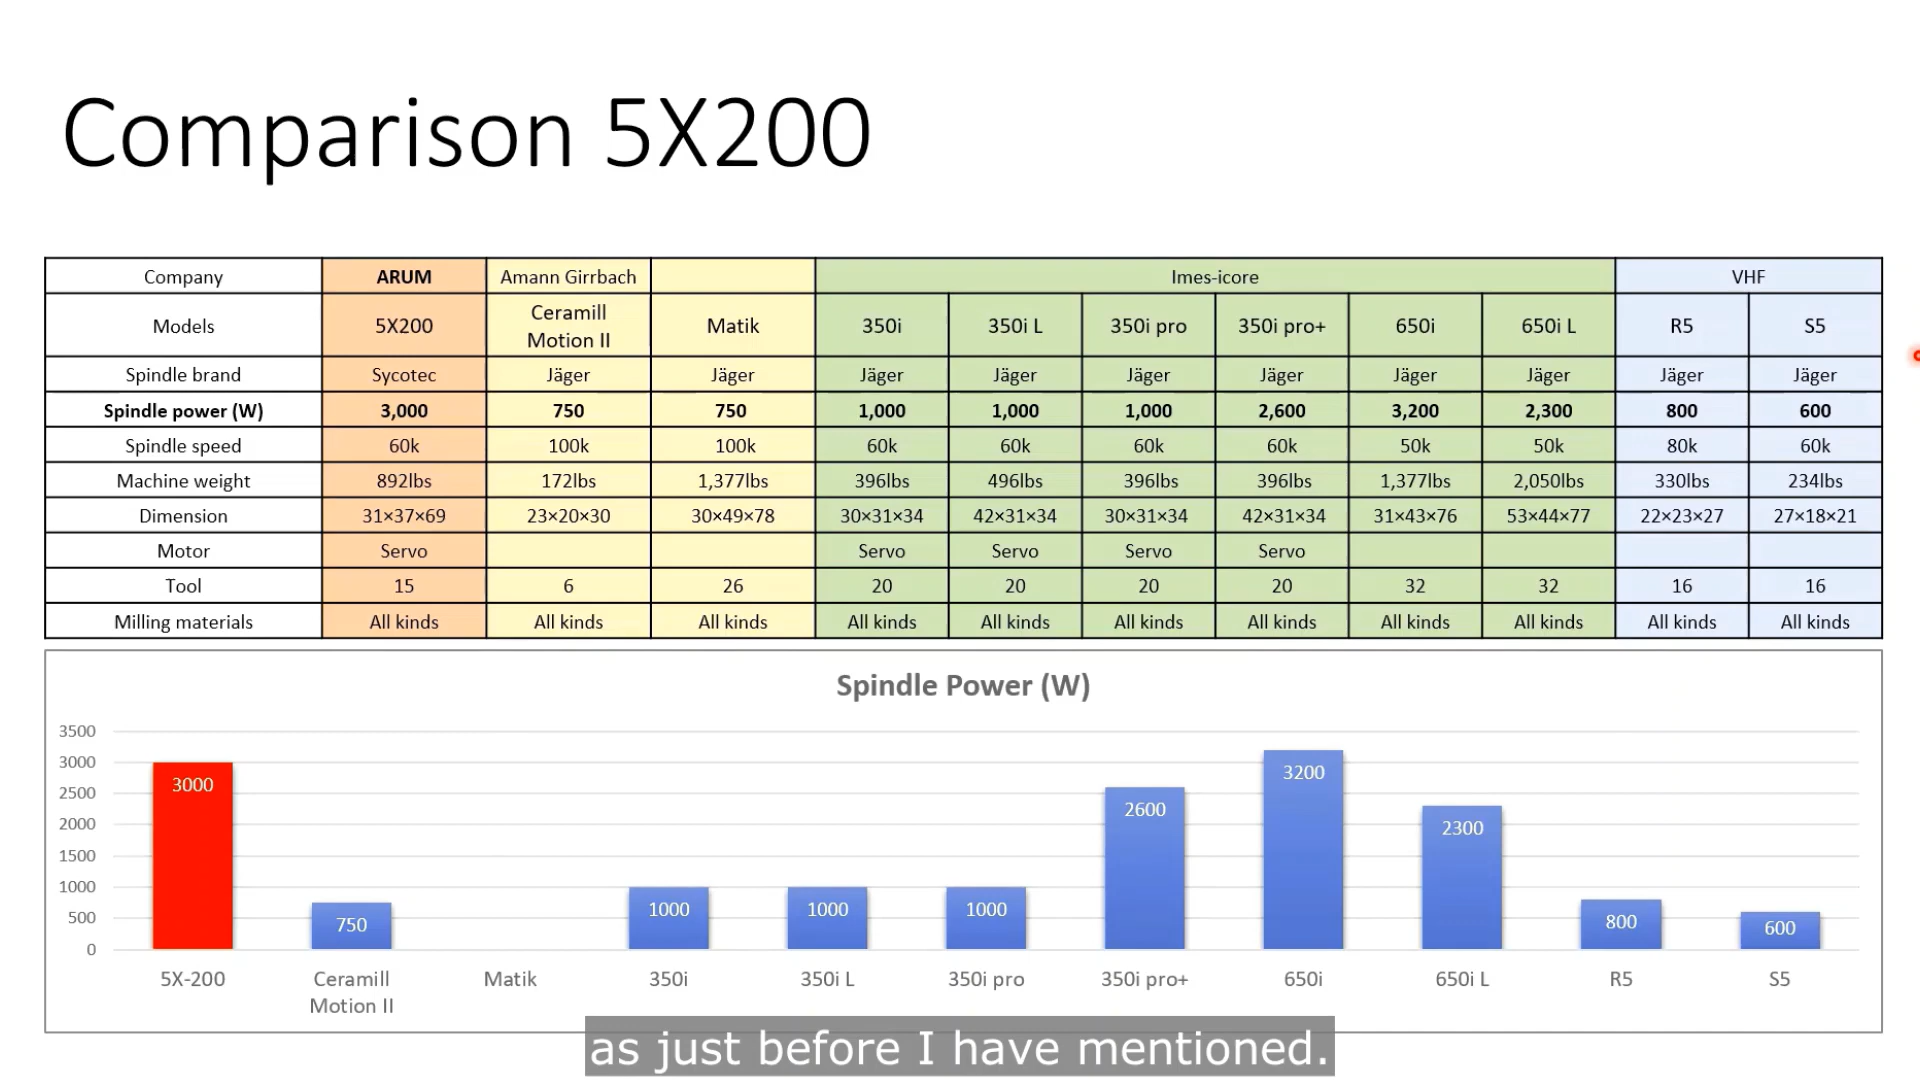 Comparison 5X200
Company ARUM Amann Girrbach Imes-icore VHF
Models 5X200 Ceramill Motion II Matik 350i 350i L 350i pro 350i pro+ 650i 650i L R5 S5
Spindle brand Sycotec Jäger Jäger Jäger Jäger Jäger Jäger Jäger Jäger Jäger Jäger
Spindle power (W) 3,000 750 750 1,000 1,000 1,000 2,600 3,200 2,300 800 600
Spindle speed 60k 100k 100k 60k 60k 60k 60k 50k 50k 80k 60k
Machine weight 892lbs 172lbs 1,377lbs 396lbs 496lbs 396lbs 396lbs 1,377lbs 2,050lbs 330lbs 234lbs
Dimension 31×37×69 23×20×30 30×49×78 30×31×34 42×31×34 30×31×34 42×31×34 31×43×76 53×44×77 22×23×27 27×18×21
Motor Servo Servo Servo Servo Servo
Tool 15 6 26 20 20 20 20 32 32 16 16
Milling materials All kinds All kinds All kinds All kinds All kinds All kinds All kinds All kinds All kinds All kinds All kinds
Spindle Power (W)
3500
3000
2500
2000
1500
1000
500
0
3000 750 1000 1000 1000 2600 3200 2300 800 600
5X-200 Ceramill Matik 350i 350i L 350i pro 350i pro+ 650i 650i L R5 S5
Motion II
as just before I have mentioned.